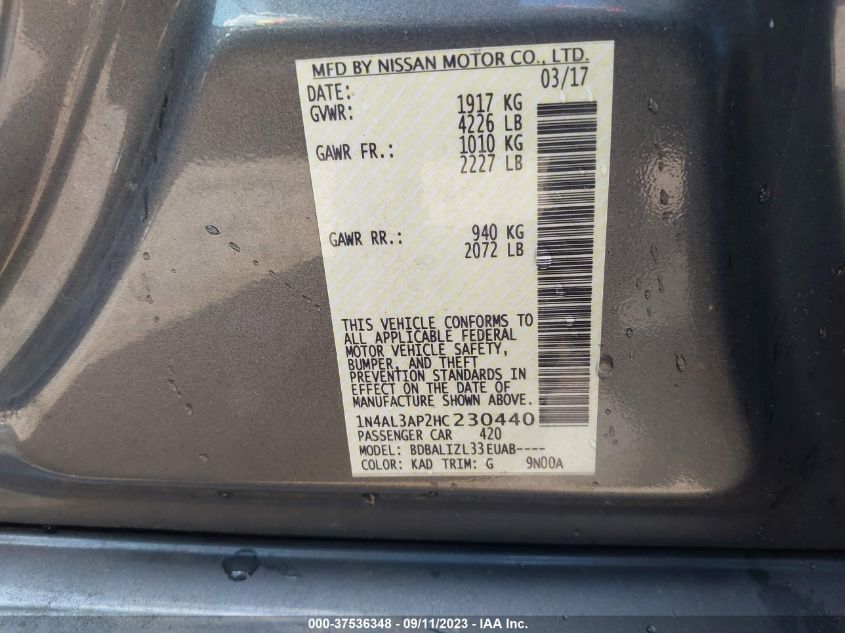 MFD BY NISSAN MOTOR CO., LTD.
DATE: 03/17
GVWR: 1917 KG
4226 LB
GAWR FR.: 1010 KG
2227 LB
GAWR RR.: 940 KG
2072 LB
THIS VEHICLE CONFORMS TO
ALL APPLICABLE FEDERAL
MOTOR VEHICLE SAFETY,
BUMPER, AND THEFT
PREVENTION STANDARDS IN
EFFECT ON THE DATE OF
MANUFACTURE SHOWN ABOVE.
1N4AL3AP2HC230440
PASSENGER CAR 420
MODEL: BDBALIZL33EUAB----
COLOR: KAD TRIM: G 9N00A
000-37536348 - 09/11/2023 - IAA Inc.